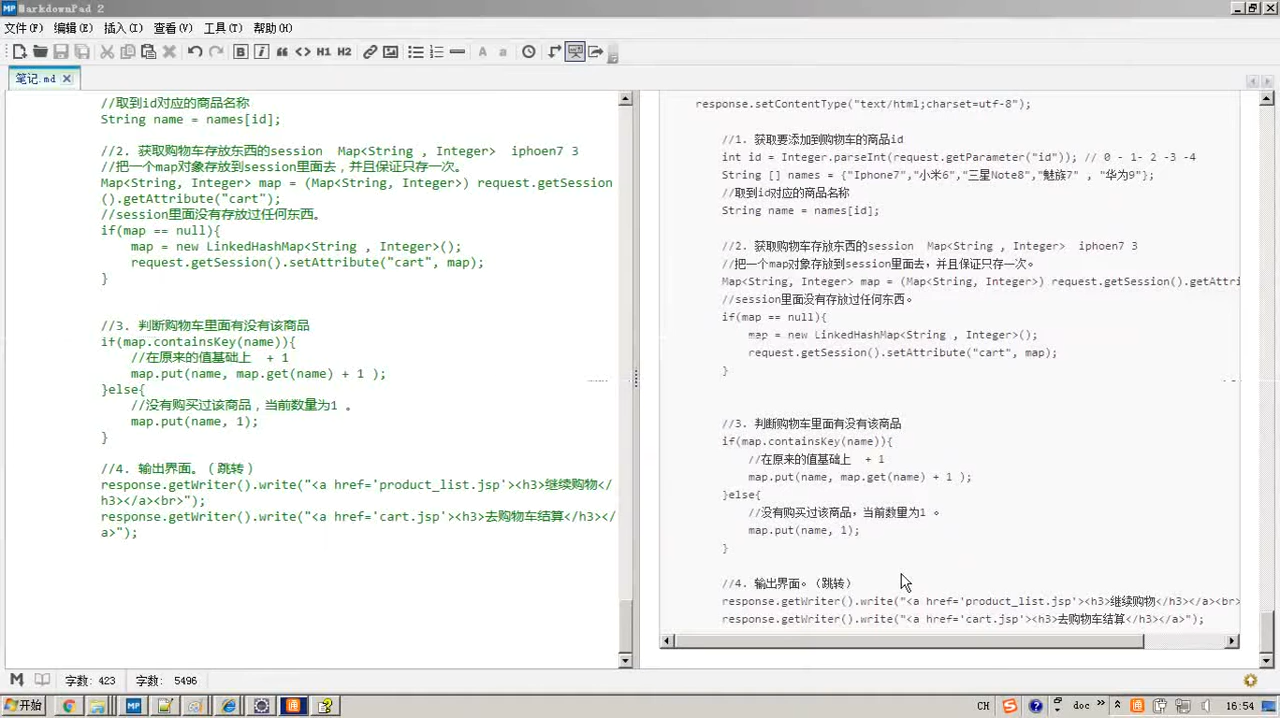 MarkdownPad 2
文件(F) 编辑(E) 插入(I) 查看(V) 工具(T) 帮助(H)
B i “ <> H1 H2 A a
笔记.md
//取到id对应的商品名称
String name = names[id];
//2. 获取购物车存放东西的session  Map<String , Integer>  iphoen7 3
//把一个map对象存放到session里面去，并且保证只存一次。
Map<String, Integer> map = (Map<String, Integer>) request.getSession
().getAttribute("cart");
//session里面没有存放过任何东西。
if(map == null){
map = new LinkedHashMap<String , Integer>();
request.getSession().setAttribute("cart", map);
}
//3. 判断购物车里面有没有该商品
if(map.containsKey(name)){
//在原来的值基础上  + 1
map.put(name, map.get(name) + 1 );
}else{
//没有购买过该商品，当前数量为1 。
map.put(name, 1);
}
//4. 输出界面。（跳转）
response.getWriter().write("<a href='product_list.jsp'><h3>继续购物</
h3></a><br>");
response.getWriter().write("<a href='cart.jsp'><h3>去购物车结算</h3></
a>");
response.setContentType("text/html;charset=utf-8");
//1. 获取要添加到购物车的商品id
int id = Integer.parseInt(request.getParameter("id")); // 0 - 1- 2 -3 -4
String [] names = {"Iphone7","小米6","三星Note8","魅族7" , "华为9"};
//取到id对应的商品名称
String name = names[id];
//2. 获取购物车存放东西的session  Map<String , Integer>  iphoen7 3
//把一个map对象存放到session里面去，并且保证只存一次。
Map<String, Integer> map = (Map<String, Integer>) request.getSession().getAttri
//session里面没有存放过任何东西。
if(map == null){
map = new LinkedHashMap<String , Integer>();
request.getSession().setAttribute("cart", map);
}
//3. 判断购物车里面有没有该商品
if(map.containsKey(name)){
//在原来的值基础上  + 1
map.put(name, map.get(name) + 1 );
}else{
//没有购买过该商品，当前数量为1 。
map.put(name, 1);
}
//4. 输出界面。（跳转）
response.getWriter().write("<a href='product_list.jsp'><h3>继续购物</h3></a><br>
response.getWriter().write("<a href='cart.jsp'><h3>去购物车结算</h3></a>");
字数: 423 字数: 5496
开始 CH doc » 16:54